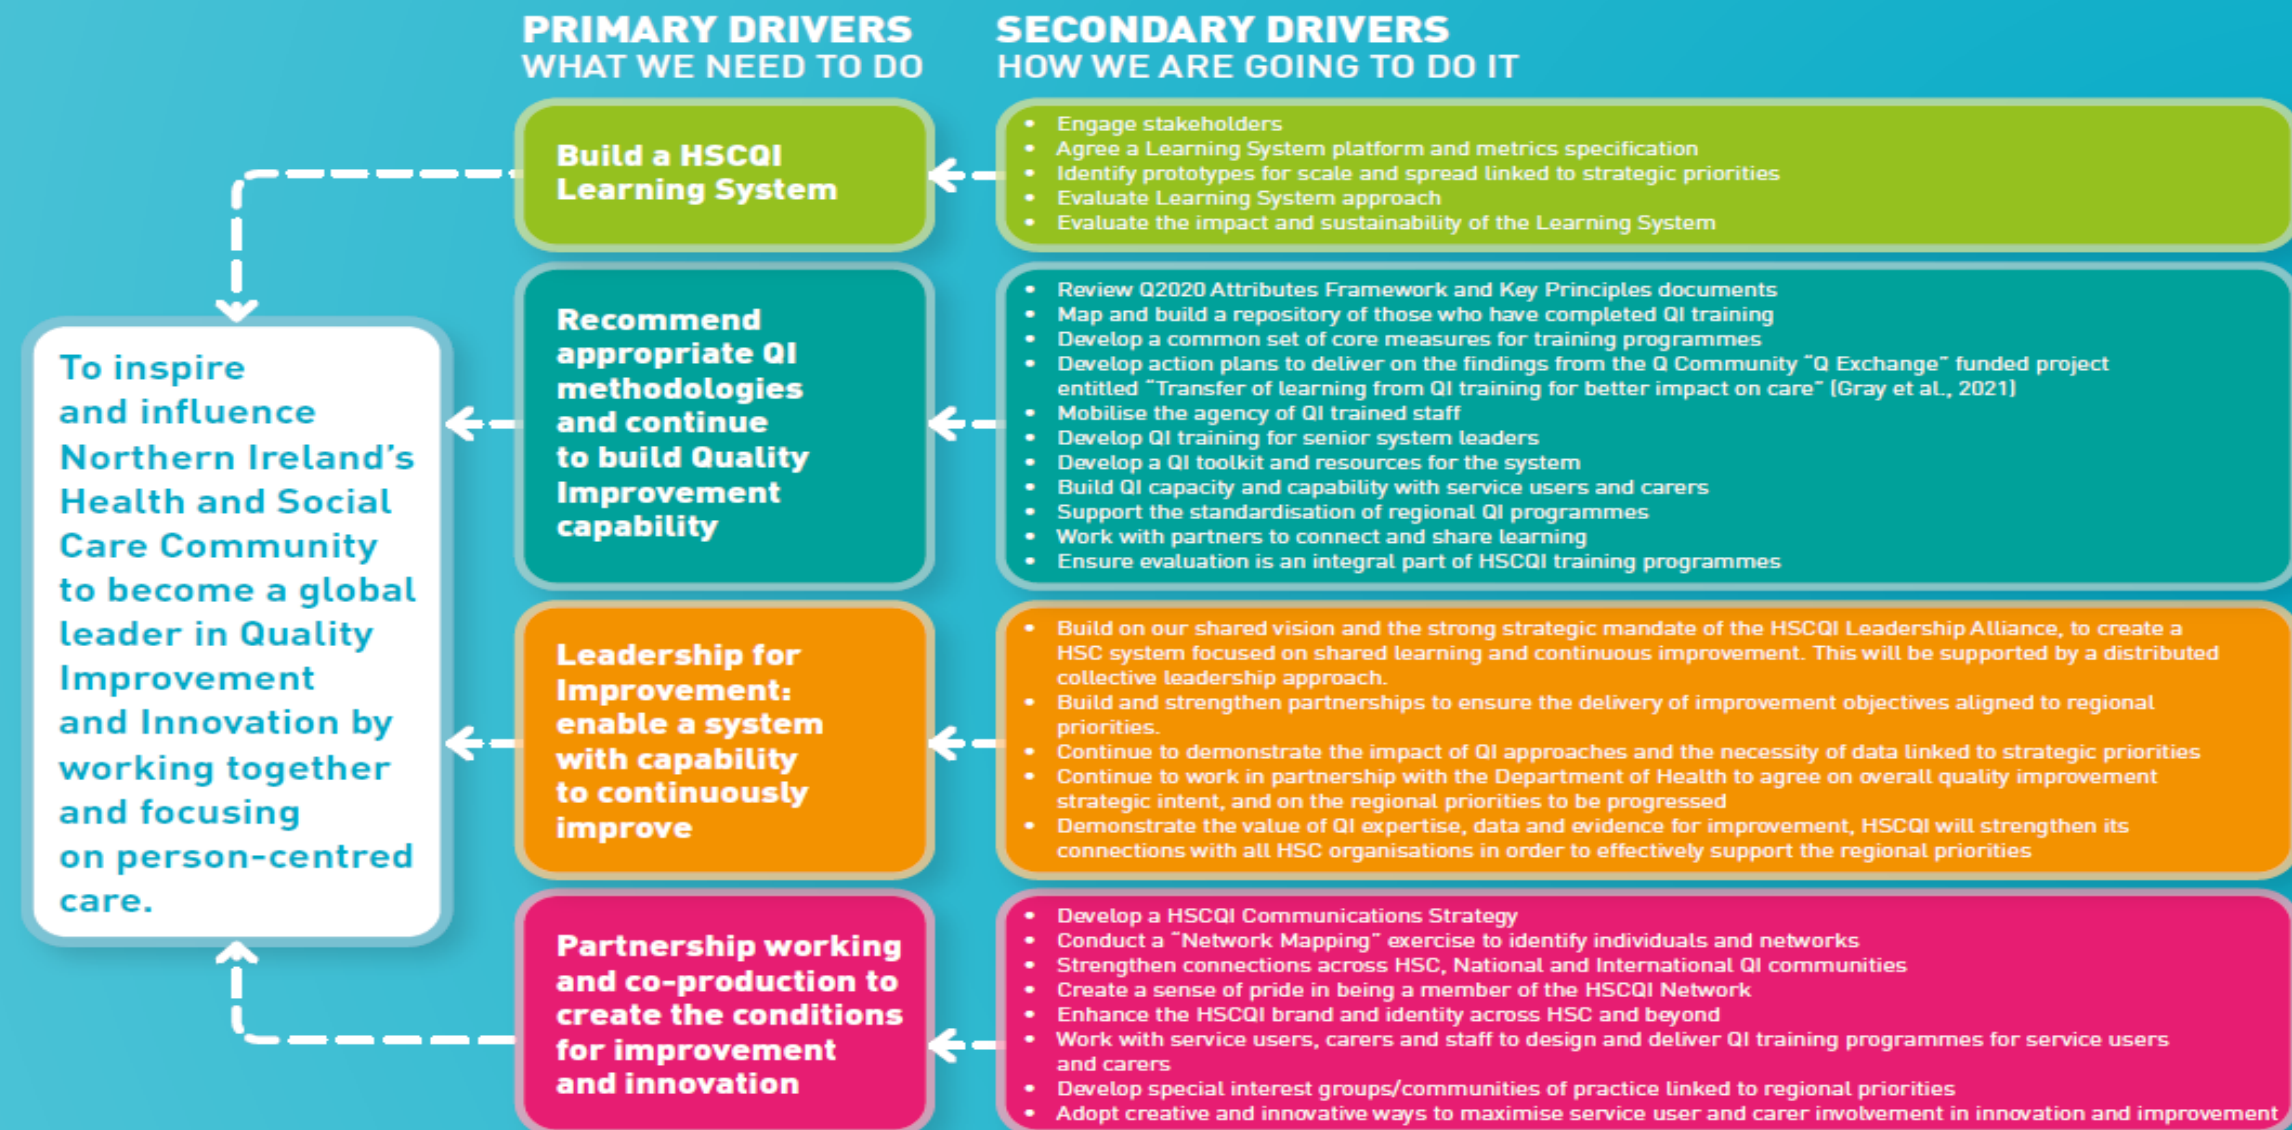 PRIMARY DRIVERS
WHAT WE NEED TO DO
SECONDARY DRIVERS
HOW WE ARE GOING TO DO IT
To inspire
and influence
Northern Ireland's
Health and Social
Care Community
to become a global
leader in Quality
Improvement
and Innovation by
working together
and focusing
on person-centred
care.
Build a HSCQI
Learning System
• Engage stakeholders
• Agree a Learning System platform and metrics specification
• Identify prototypes for scale and spread linked to strategic priorities
• Evaluate Learning System approach
• Evaluate the impact and sustainability of the Learning System
Recommend
appropriate QI
methodologies
and continue
to build Quality
Improvement
capability
• Review Q2020 Attributes Framework and Key Principles documents
• Map and build a repository of those who have completed QI training
• Develop a common set of core measures for training programmes
• Develop action plans to deliver on the findings from the Q Community "Q Exchange" funded project
entitled "Transfer of learning from QI training for better impact on care" (Gray et al., 2021)
• Mobilise the agency of QI trained staff
• Develop QI training for senior system leaders
• Develop a QI toolkit and resources for the system
• Build QI capacity and capability with service users and carers
• Support the standardisation of regional QI programmes
• Work with partners to connect and share learning
• Ensure evaluation is an integral part of HSCQI training programmes
Leadership for
Improvement:
enable a system
with capability
to continuously
improve
• Build on our shared vision and the strong strategic mandate of the HSCQI Leadership Alliance, to create a
HSC system focused on shared learning and continuous improvement. This will be supported by a distributed
collective leadership approach.
• Build and strengthen partnerships to ensure the delivery of improvement objectives aligned to regional
priorities.
• Continue to demonstrate the impact of QI approaches and the necessity of data linked to strategic priorities
• Continue to work in partnership with the Department of Health to agree on overall quality improvement
strategic intent, and on the regional priorities to be progressed
• Demonstrate the value of QI expertise, data and evidence for improvement, HSCQI will strengthen its
connections with all HSC organisations in order to effectively support the regional priorities
Partnership working
and co-production to
create the conditions
for improvement
and innovation
• Develop a HSCQI Communications Strategy
• Conduct a "Network Mapping" exercise to identify individuals and networks
• Strengthen connections across HSC, National and International QI communities
• Create a sense of pride in being a member of the HSCQI Network
• Enhance the HSCQI brand and identity across HSC and beyond
• Work with service users, carers and staff to design and deliver QI training programmes for service users
and carers
• Develop special interest groups/communities of practice linked to regional priorities
• Adopt creative and innovative ways to maximise service user and carer involvement in innovation and improvement